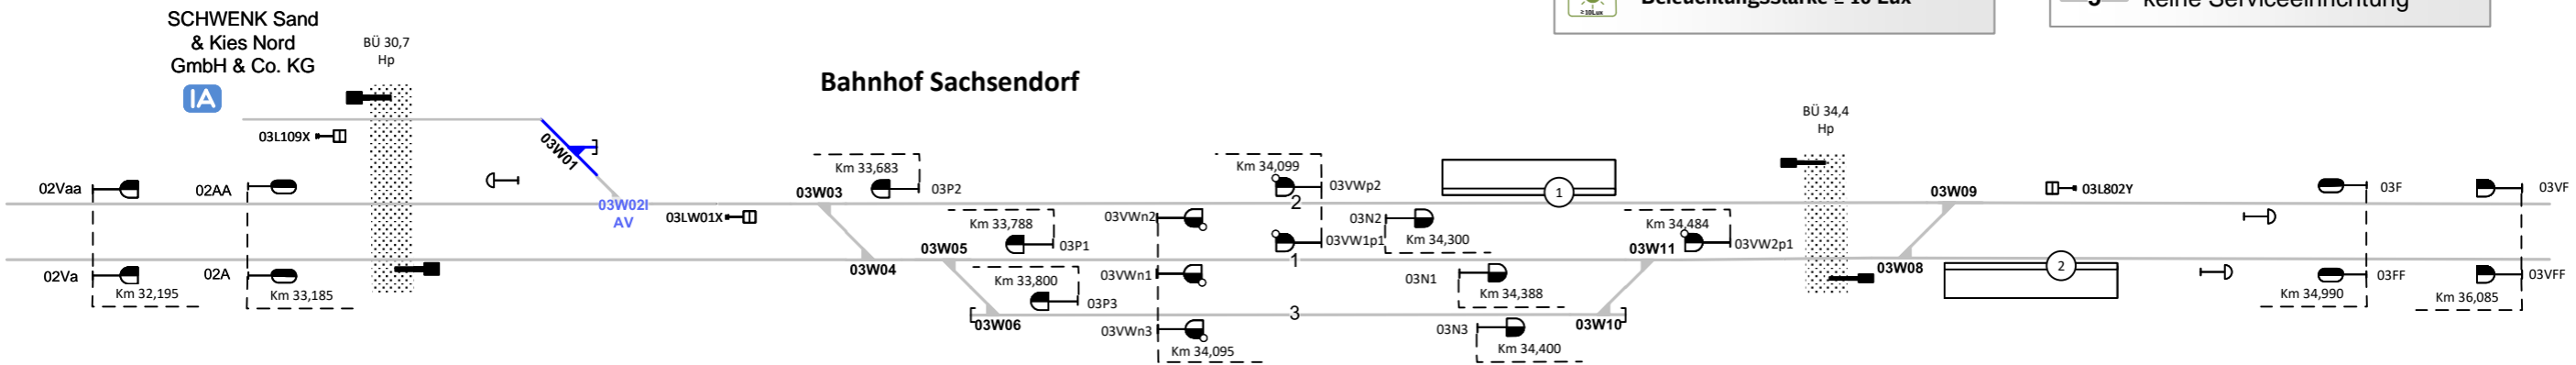 SCHWENK Sand
& Kies Nord
GmbH & Co. KG
IA
BÜ 30,7
Hp
Bahnhof Sachsendorf
≥10Lux
keine Serviceeinrichtung
BÜ 34,4
Hp
03L109X
03W01
02Vaa
02AA
03W02I
AV
03LW01X
03W03
Km 33,683
03P2
Km 34,099
03VWp2
1
2
03W09
03L802Y
03F
03VF
03VWn2
03N2
Km 34,300
Km 33,788
03P1
03VW1p1
Km 34,484
03W11
03VW2p1
03W05
03W04
1
03W08
2
02Va
Km 32,195
02A
Km 33,185
Km 33,800
03P3
03VWn1
03N1
Km 34,388
Km 34,990
03FF
Km 36,085
03VFF
03W06
3
03W10
03VWn3
Km 34,095
03N3
Km 34,400